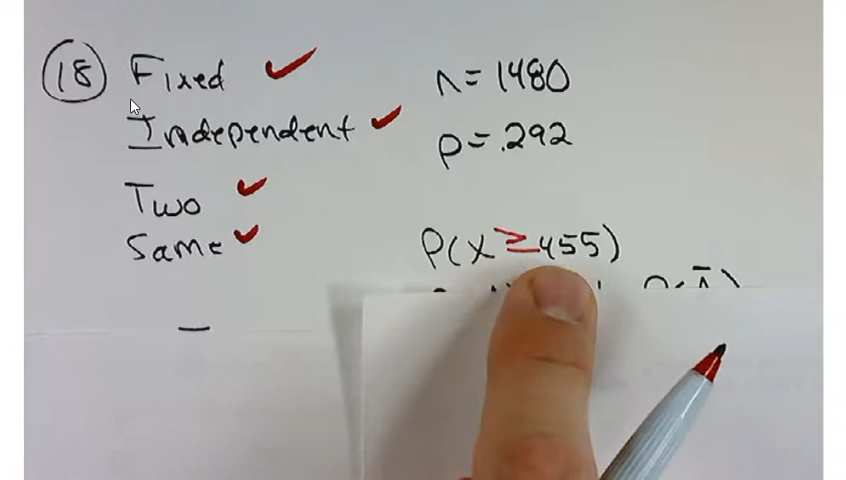 18 Fixed ✓
Independent ✓
Two ✓
Same ✓
n = 1480
p = .292
P(X ≥ 455)